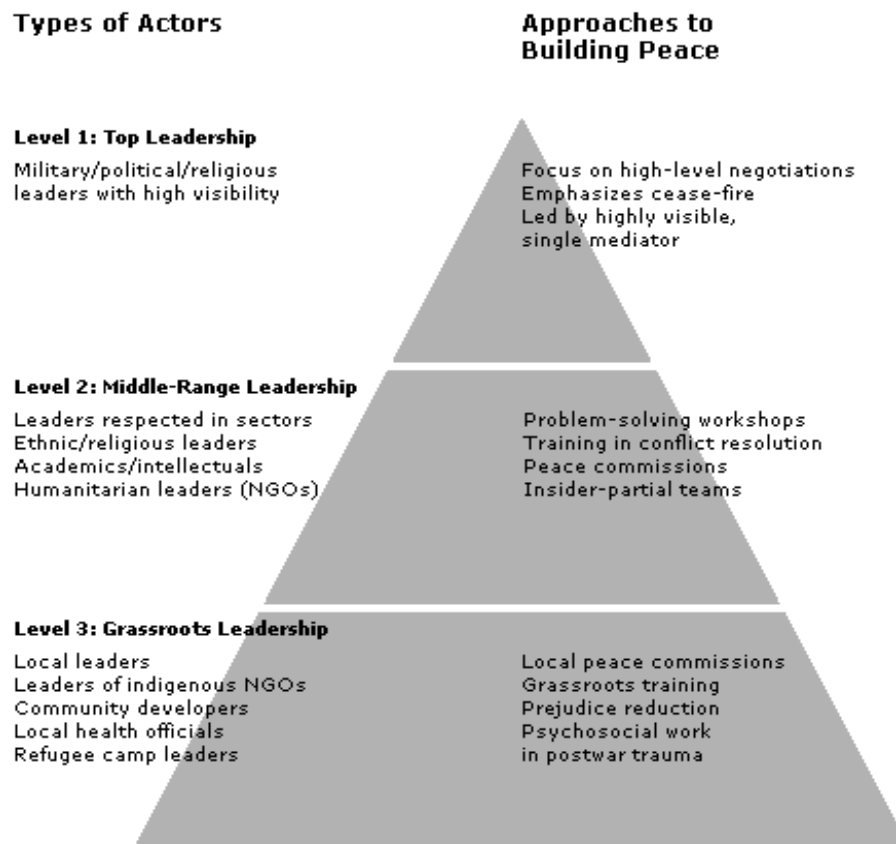 Types of Actors
Approaches to
Building Peace
Level 1: Top Leadership
Military/political/religious
leaders with high visibility
Focus on high-level negotiations
Emphasizes cease-fire
Led by highly visible,
single mediator
Level 2: Middle-Range Leadership
Leaders respected in sectors
Ethnic/religious leaders
Academics/intellectuals
Humanitarian leaders (NGOs)
Problem-solving workshops
Training in conflict resolution
Peace commissions
Insider-partial teams
Level 3: Grassroots Leadership
Local leaders
Leaders of indigenous NGOs
Community developers
Local health officials
Refugee camp leaders
Local peace commissions
Grassroots training
Prejudice reduction
Psychosocial work
in postwar trauma